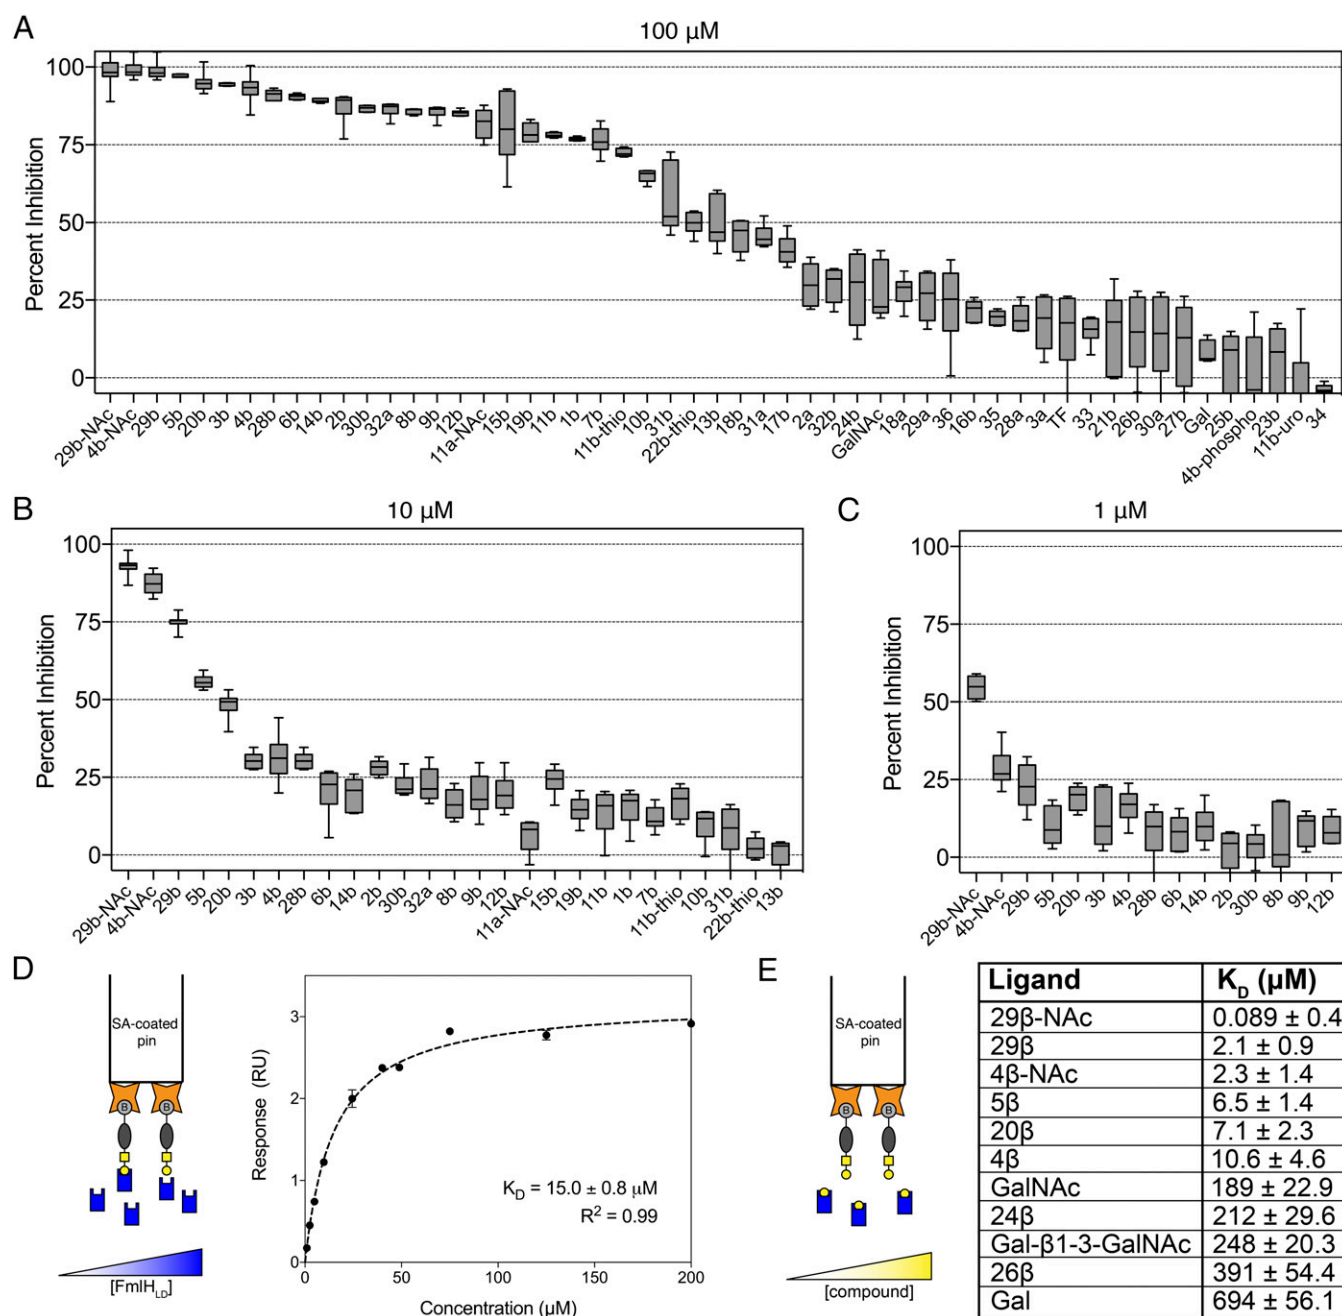 A
100 µM
Percent Inhibition
100
75
50
25
0
29b-NAc
4b-NAc
29b
5b
20b
3b
4b
28b
6b
14b
2b
30b
32a
8b
9b
12b
11a-NAc
15b
19b
11b
1b
7b
11b-thio
10b
31b
22b-thio
13b
18b
31a
17b
2a
32b
24b
GalNAc
18a
29a
36
16b
35
28a
3a
TF
33
21b
26b
30a
27b
Gal
25b
4b-phospho
23b
11b-uro
34
B
10 µM
Percent Inhibition
100
75
50
25
0
29b-NAc
4b-NAc
29b
5b
20b
3b
4b
28b
6b
14b
2b
30b
32a
8b
9b
12b
11a-NAc
15b
19b
11b
1b
7b
11b-thio
10b
31b
22b-thio
13b
C
1 µM
Percent Inhibition
100
75
50
25
0
29b-NAc
4b-NAc
29b
5b
20b
3b
4b
28b
6b
14b
2b
30b
8b
9b
12b
D
SA-coated
pin
B
B
[FmlH LD]
Response (RU)
3
2
1
0
K D = 15.0 ± 0.8 µM
R² = 0.99
0
50
100
150
200
Concentration (µM)
E
SA-coated
pin
B
B
[compound]
Ligand K D (µM)
29β-NAc 0.089 ± 0.4
29β 2.1 ± 0.9
4β-NAc 2.3 ± 1.4
5β 6.5 ± 1.4
20β 7.1 ± 2.3
4β 10.6 ± 4.6
GalNAc 189 ± 22.9
24β 212 ± 29.6
Gal-β1-3-GalNAc 248 ± 20.3
26β 391 ± 54.4
Gal 694 ± 56.1